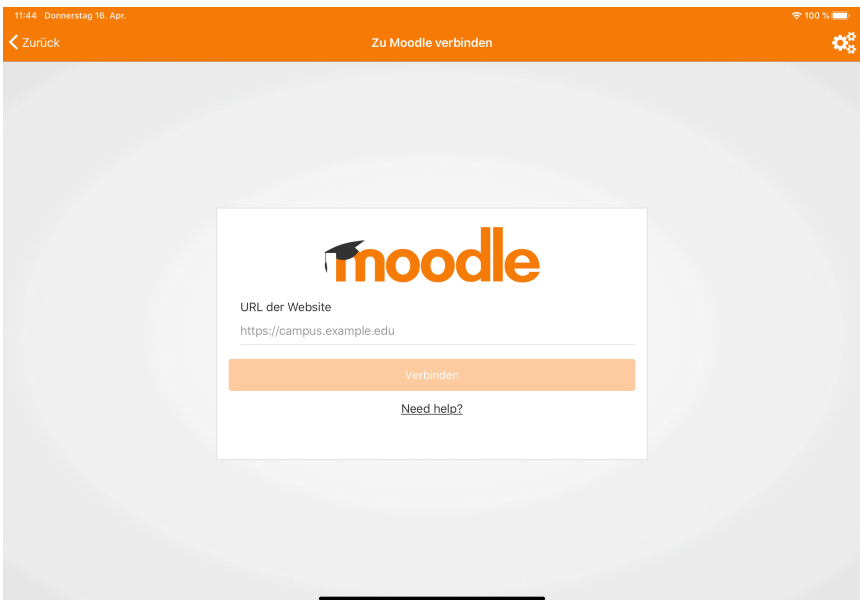 11:44 Donnerstag 16. Apr.
100 %
Zurück
Zu Moodle verbinden
moodle
URL der Website
https://campus.example.edu
Verbinden
Need help?